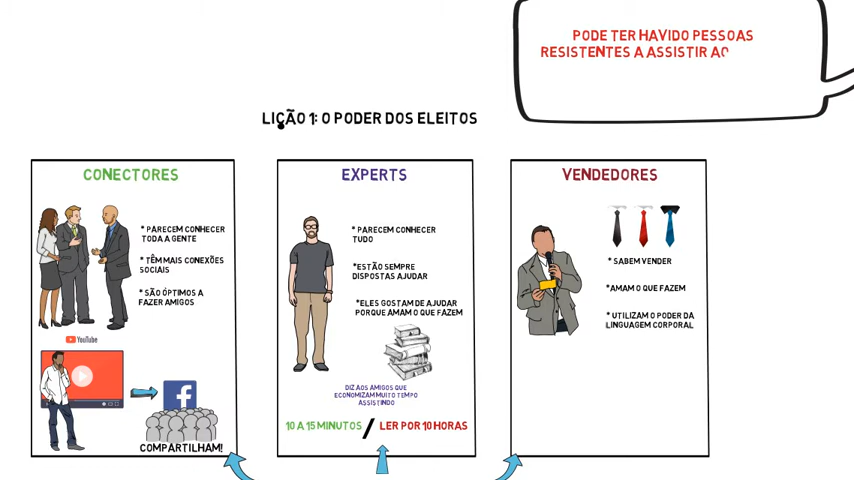 PODE TER HAVIDO PESSOAS
RESISTENTES A ASSISTIR AO
LIÇÃO 1: O PODER DOS ELEITOS
CONECTORES
* PARECEM CONHECER
TODA A GENTE
* TÊM MAIS CONEXÕES
SOCIAIS
* SÃO ÓPTIMOS A
FAZER AMIGOS
YouTube
f
COMPARTILHAM!
EXPERTS
* PARECEM CONHECER
TUDO
*ESTÃO SEMPRE
DISPOSTAS AJUDAR
*ELES GOSTAM DE AJUDAR
PORQUE AMAM O QUE FAZEM
DIZ AOS AMIGOS QUE
ECONOMIZAM MUITO TEMPO
ASSISTINDO
10 A 15 MINUTOS / LER POR 10 HORAS
VENDEDORES
* SABEM VENDER
*AMAM O QUE FAZEM
* UTILIZAM O PODER DA
LINGUAGEM CORPORAL